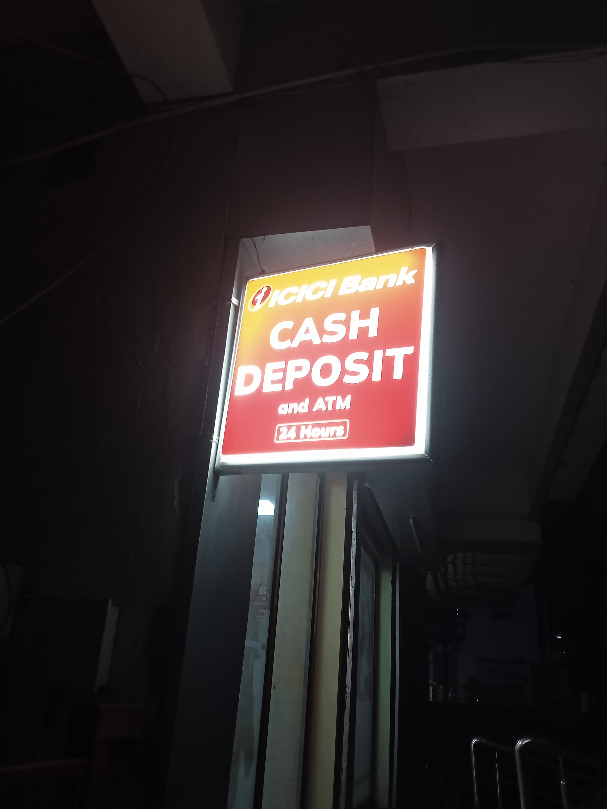 ICICI Bank
CASH
DEPOSIT
and ATM
24 Hours